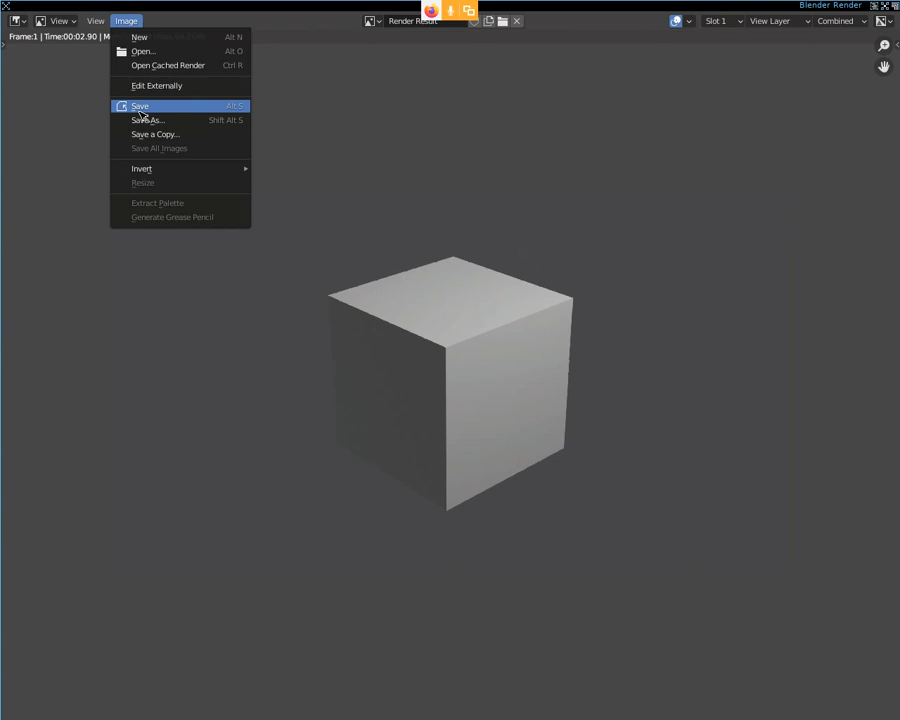 Blender Render
View View Image Render Result Slot 1 View Layer Combined
Frame:1 | Time:00:02.90 | M
New Alt N
Open... Alt O
Open Cached Render Ctrl R
Edit Externally
Save Alt S
Save As... Shift Alt S
Save a Copy...
Save All Images
Invert
Resize
Extract Palette
Generate Grease Pencil